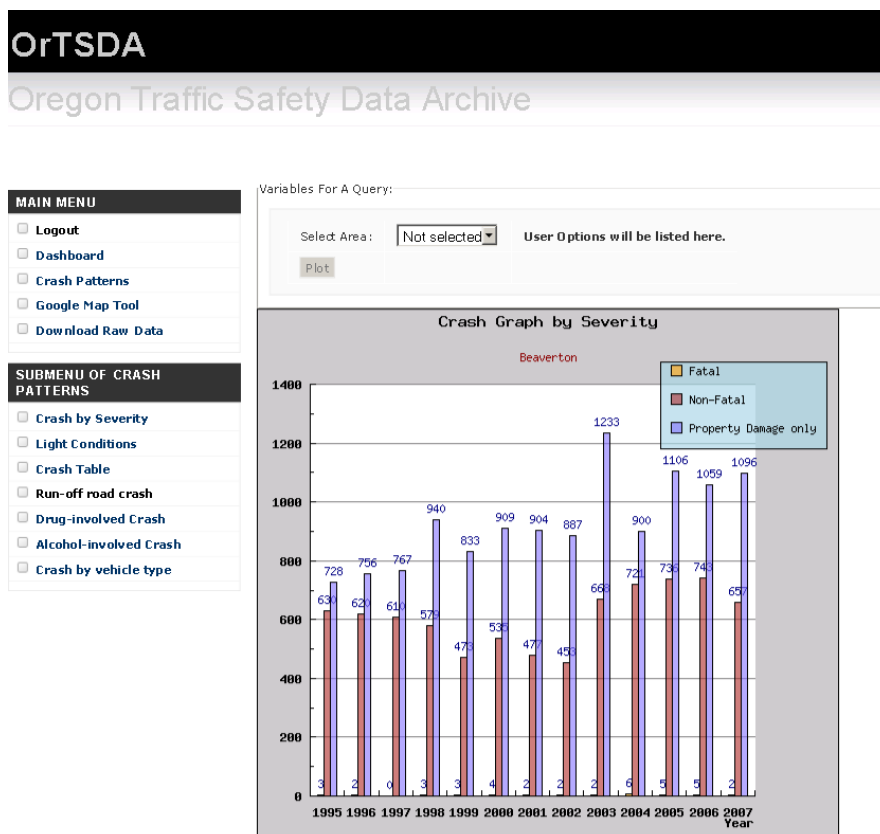 OrTSDA
Oregon Traffic Safety Data Archive
MAIN MENU
Logout
Dashboard
Crash Patterns
Google Map Tool
Download Raw Data
SUBMENU OF CRASH
PATTERNS
Crash by Severity
Light Conditions
Crash Table
Run-off road crash
Drug-involved Crash
Alcohol-involved Crash
Crash by vehicle type
Variables For A Query:
Select Area: Not selected User Options will be listed here.
Plot
Crash Graph by Severity
Beaverton
Fatal
Non-Fatal
Property Damage only
1400
1200
1000
800
600
400
200
0
728 756 767 940 833 909 904 887 1233 900 1106 1059 1096
630 620 610 579 473 535 477 453 668 721 736 743 657
3 2 0 3 3 4 2 2 2 6 5 5 2
1995 1996 1997 1998 1999 2000 2001 2002 2003 2004 2005 2006 2007
Year